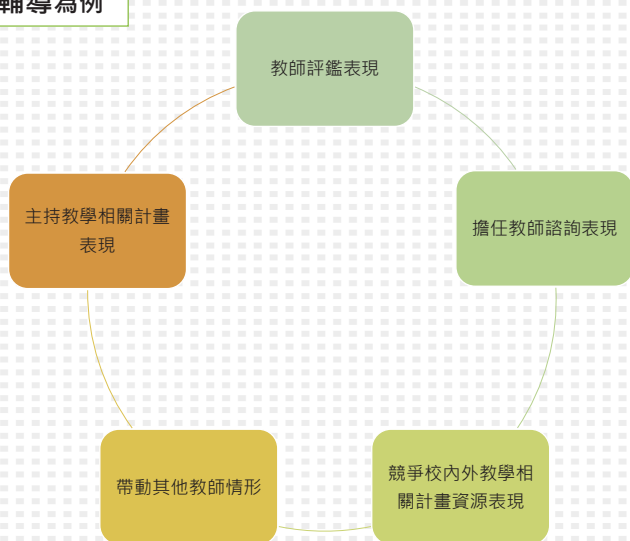 輔導為例
教師評鑑表現
主持教學相關計畫
表現
擔任教師諮詢表現
帶動其他教師情形
競爭校內外教學相
關計畫資源表現